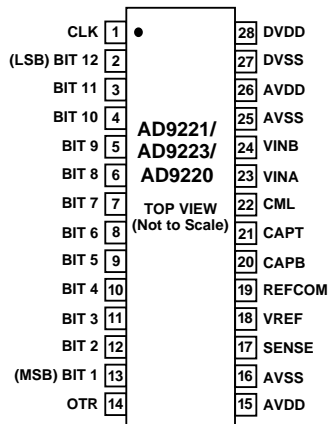 CLK 1 28 DVDD
(LSB) BIT 12 2 27 DVSS
BIT 11 3 26 AVDD
BIT 10 4 25 AVSS
BIT 9 5 24 VINB
BIT 8 6 23 VINA
BIT 7 7 22 CML
BIT 6 8 21 CAPT
BIT 5 9 20 CAPB
BIT 4 10 19 REFCOM
BIT 3 11 18 VREF
BIT 2 12 17 SENSE
(MSB) BIT 1 13 16 AVSS
OTR 14 15 AVDD
AD9221/
AD9223/
AD9220
TOP VIEW
(Not to Scale)